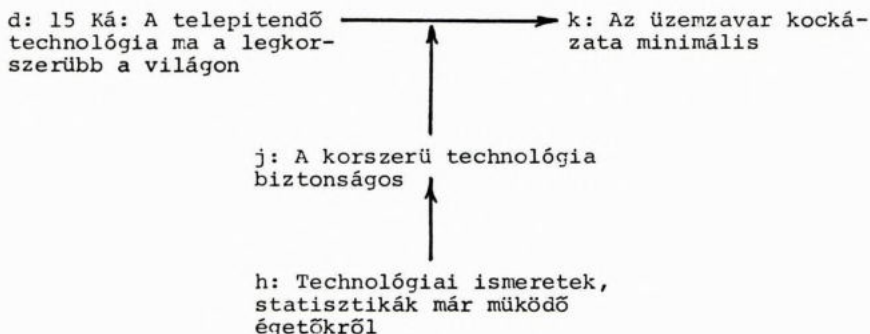 d: 15 Ká: A telepitendő
technológia ma a legkor-
szerübb a világon
k: Az üzemzavar kocká-
zata minimális
j: A korszerü technológia
biztonságos
h: Technológiai ismeretek,
statisztikák már müködő
égetőkről